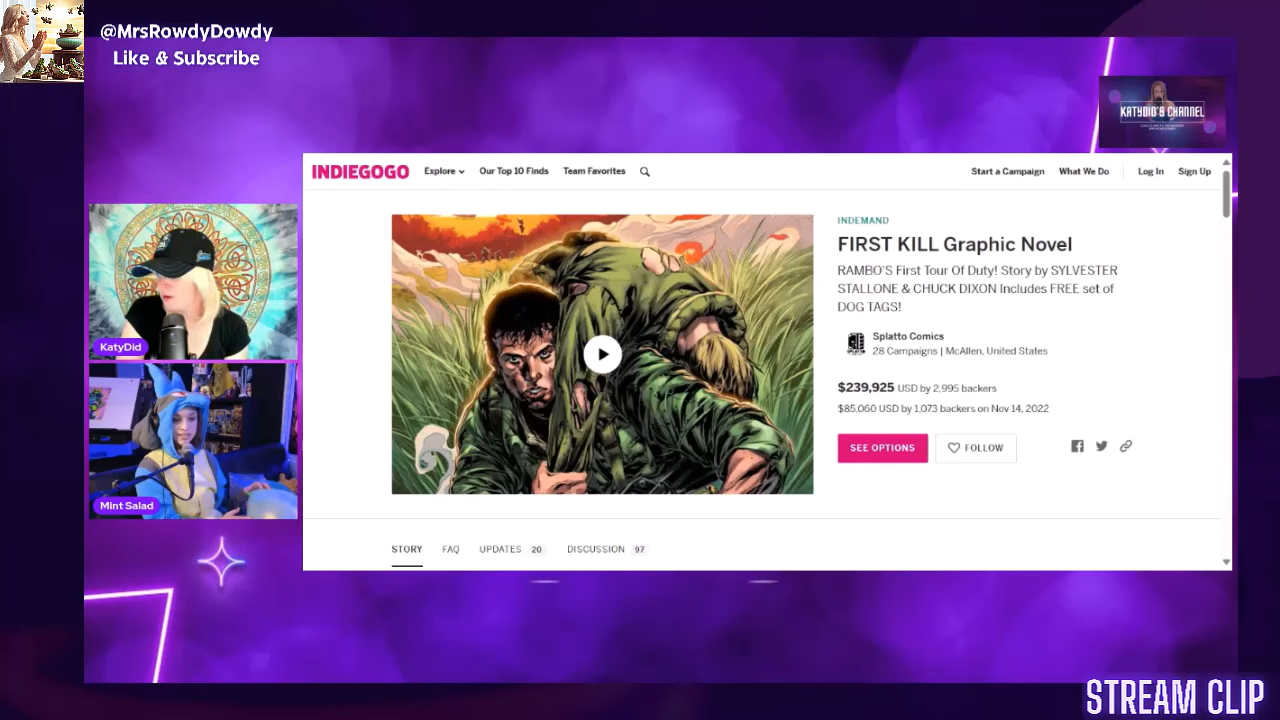 @MrsRowdyDowdy
Like & Subscribe
KATYDID'S CHANNEL
INDIEGOGO Explore Our Top 10 Finds Team Favorites Start a Campaign What We Do Log In Sign Up
INDEMAND
FIRST KILL Graphic Novel
RAMBO'S First Tour Of Duty! Story by SYLVESTER
STALLONE & CHUCK DIXON Includes FREE set of
DOG TAGS!
Splatto Comics
28 Campaigns | McAllen, United States
$239,925 USD by 2,995 backers
$85,060 USD by 1,073 backers on Nov 14, 2022
SEE OPTIONS FOLLOW
KatyDid
Mint Salad
STORY FAQ UPDATES 20 DISCUSSION 97
STREAM CLIP